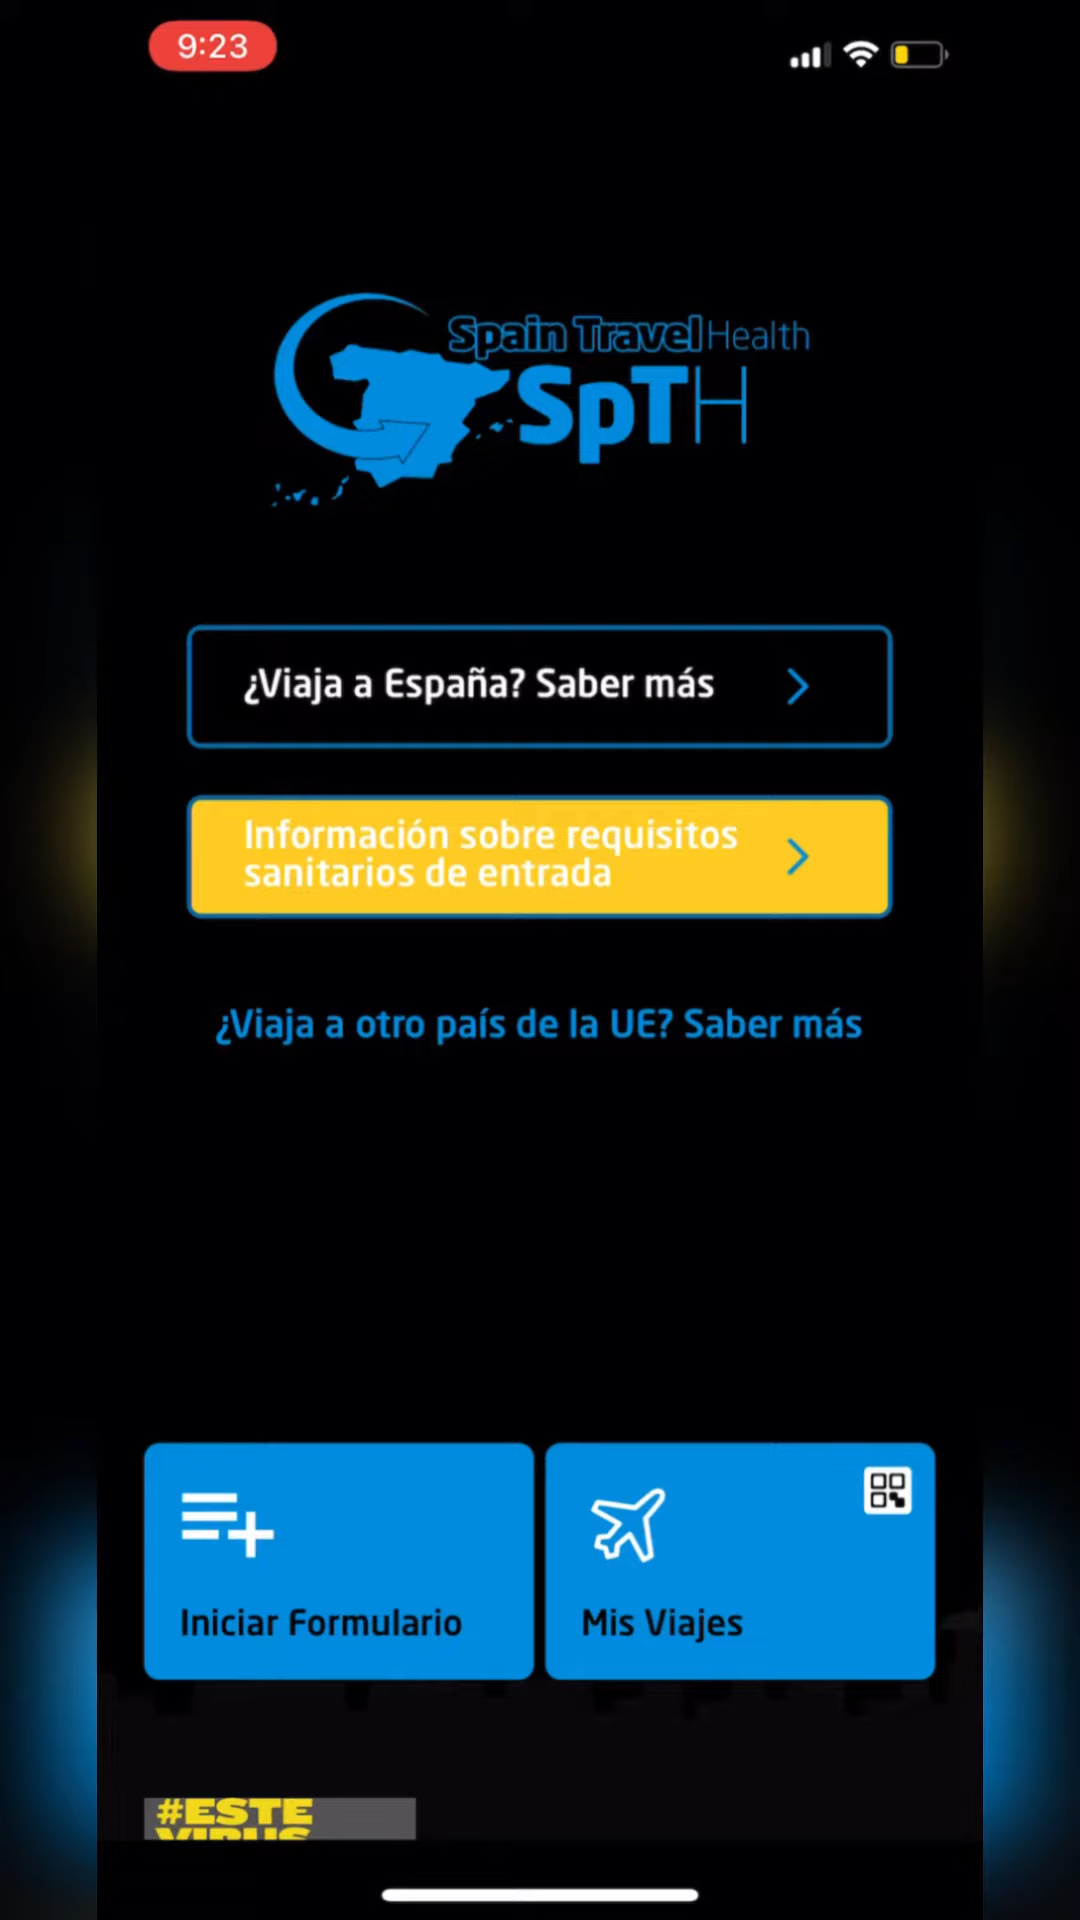 9:23
Spain Travel Health
SpTH
¿Viaja a España? Saber más
Información sobre requisitos
sanitarios de entrada
¿Viaja a otro país de la UE? Saber más
Iniciar Formulario
Mis Viajes
#ESTE
VIRUS